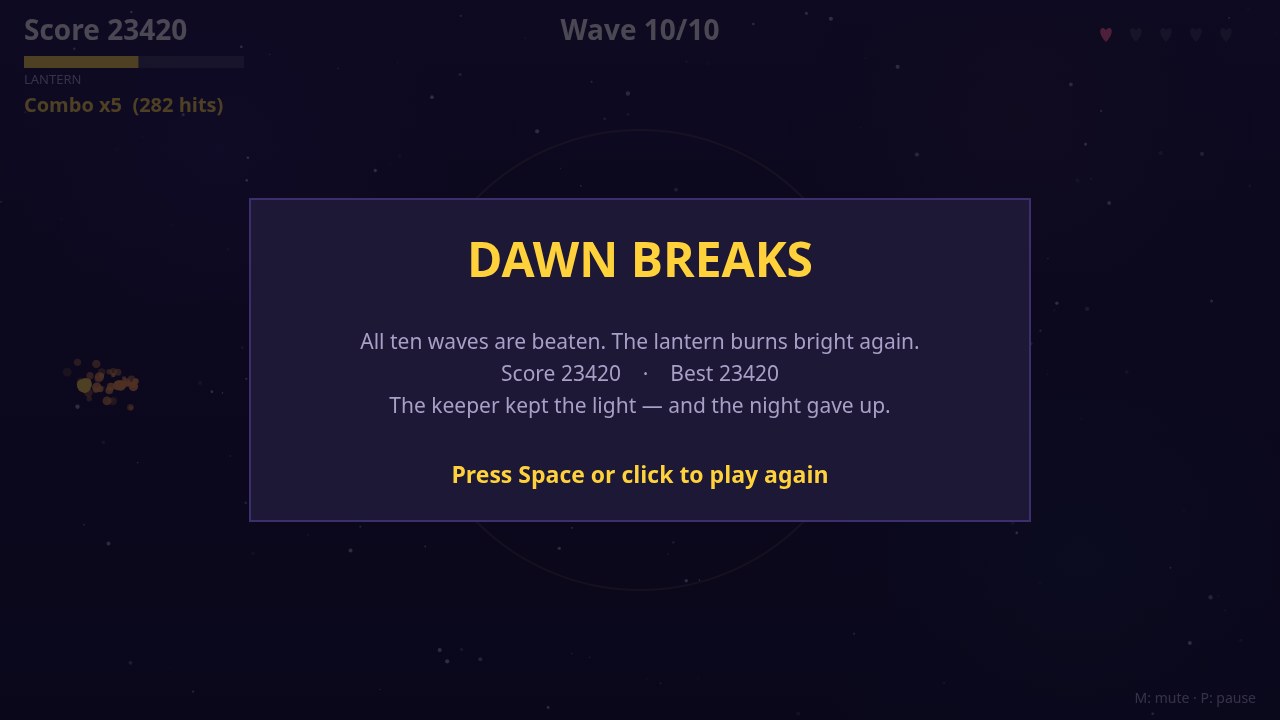 Score 23420
Wave 10/10
LANTERN
Combo x5 (282 hits)
DAWN BREAKS
All ten waves are beaten. The lantern burns bright again.
Score 23420 · Best 23420
The keeper kept the light — and the night gave up.
Press Space or click to play again
M: mute · P: pause